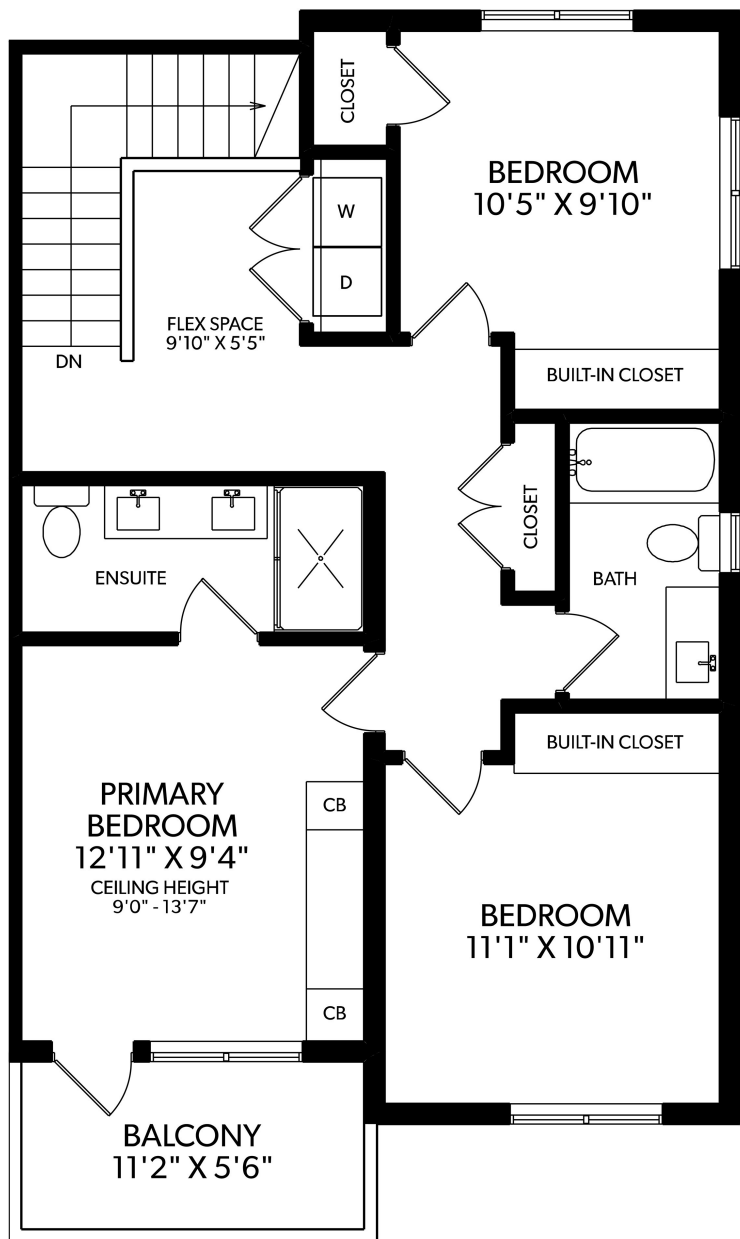 CLOSET
BEDROOM
10'5" X 9'10"
W
D
FLEX SPACE
9'10" X 5'5"
DN
BUILT-IN CLOSET
CLOSET
ENSUITE
BATH
BUILT-IN CLOSET
PRIMARY
BEDROOM
12'11" X 9'4"
CEILING HEIGHT
9'0" - 13'7"
CB
BEDROOM
11'1" X 10'11"
CB
BALCONY
11'2" X 5'6"